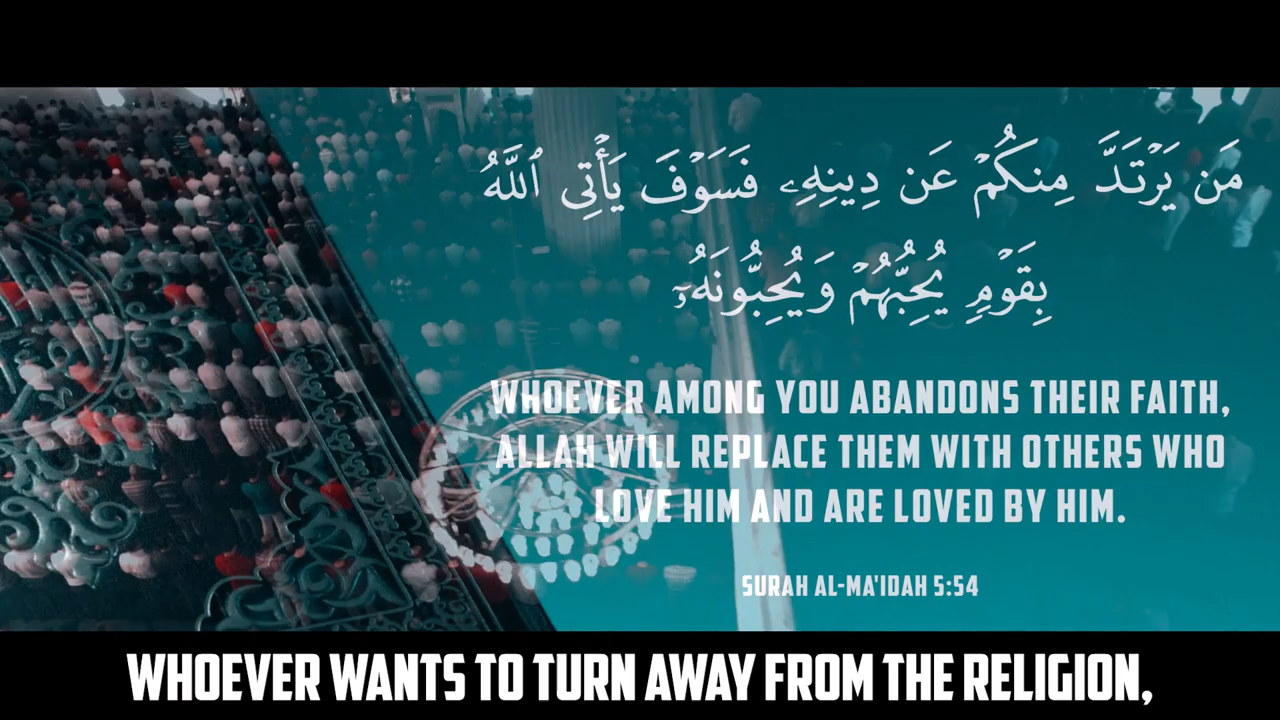 مَن يَرْتَدَّ مِنكُمْ عَن دِينِهِۦ فَسَوْفَ يَأْتِى ٱللَّهُ
بِقَوْمٍ يُحِبُّهُمْ وَيُحِبُّونَهُۥٓ
WHOEVER AMONG YOU ABANDONS THEIR FAITH,
ALLAH WILL REPLACE THEM WITH OTHERS WHO
LOVE HIM AND ARE LOVED BY HIM.
SURAH AL-MA'IDAH 5:54
WHOEVER WANTS TO TURN AWAY FROM THE RELIGION,